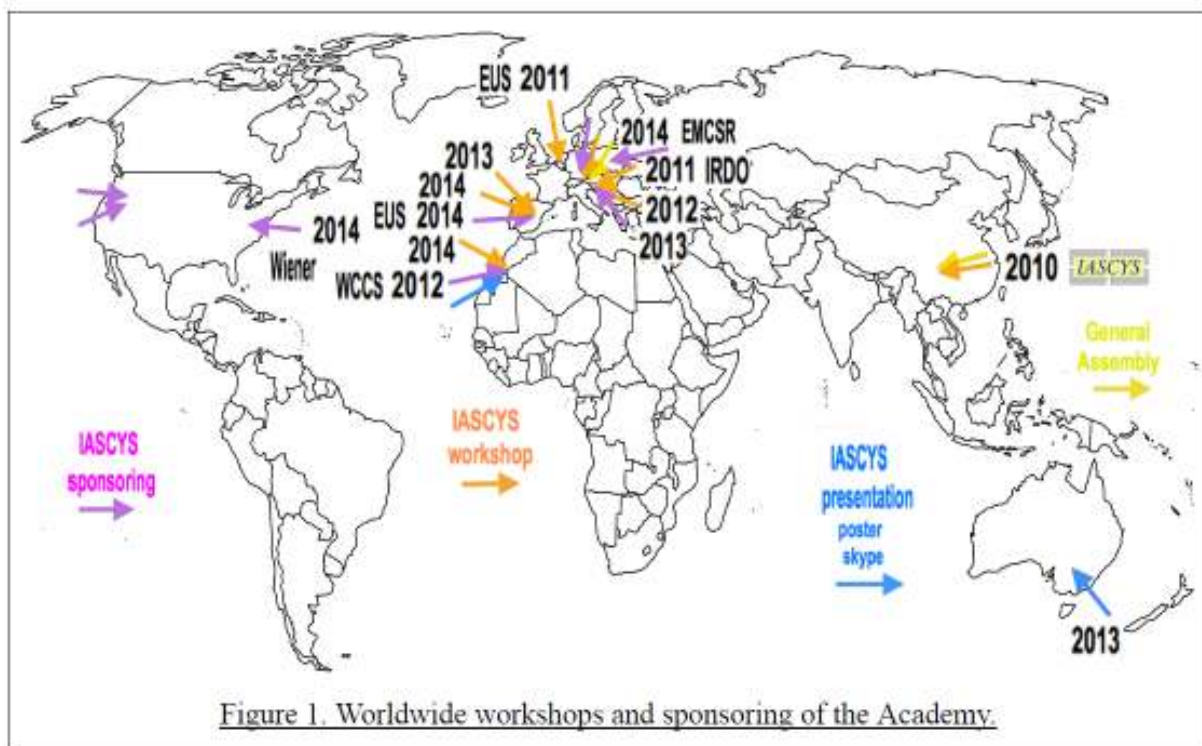 EUS 2011
2014 EMCSR
2013
2011 IRDO
2014
EUS 2014
2012
2014
2014
2013
Wiener
WCCS 2012
2010 IASCYS
General
Assembly
IASCYS
sponsoring
IASCYS
workshop
IASCYS
presentation
poster
skype
2013
Figure 1. Worldwide workshops and sponsoring of the Academy.